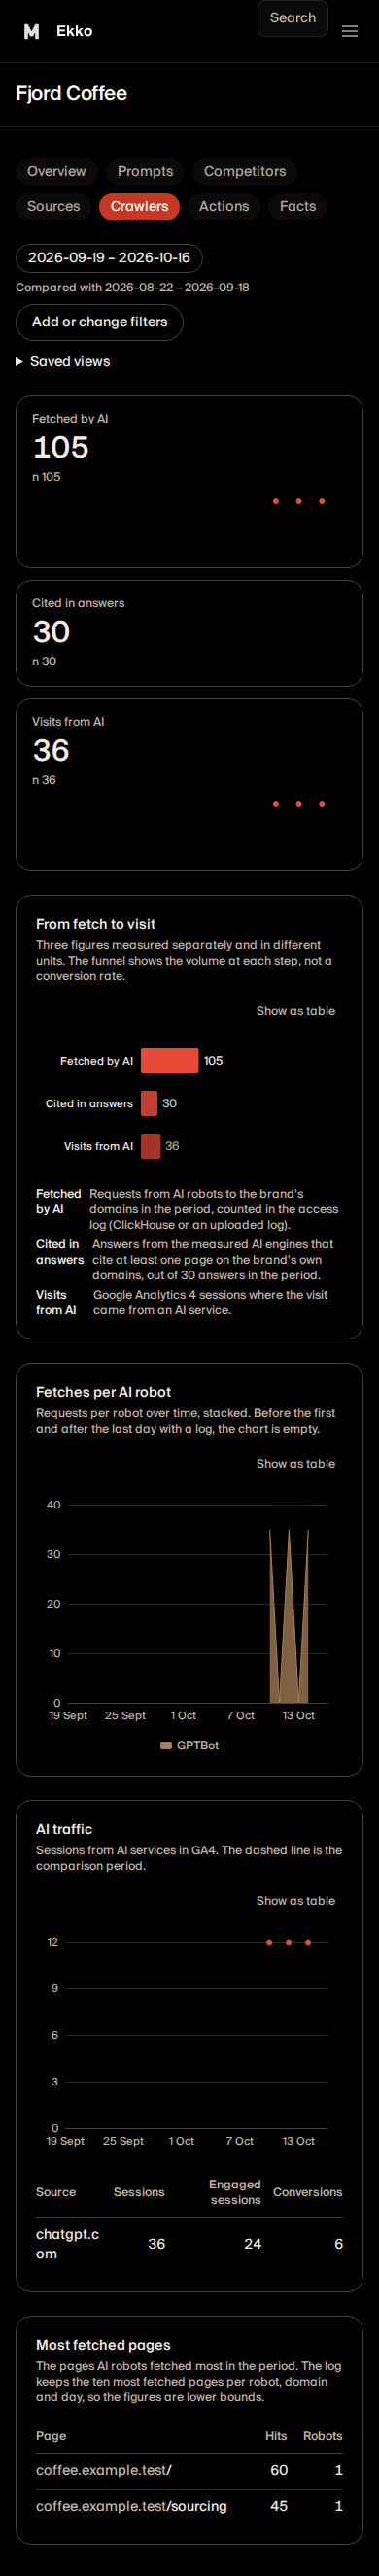 Search
Ekko
Fjord Coffee
Overview Prompts Competitors
Sources Crawlers Actions Facts
2026-09-19 – 2026-10-16
Compared with 2026-08-22 – 2026-09-18
Add or change filters
Saved views
Fetched by AI
105
n 105
Cited in answers
30
n 30
Visits from AI
36
n 36
From fetch to visit
Three figures measured separately and in different
units. The funnel shows the volume at each step, not a
conversion rate.
Show as table
Fetched by AI 105
Cited in answers 30
Visits from AI 36
Fetched by AI
Requests from AI robots to the brand's
domains in the period, counted in the access
log (ClickHouse or an uploaded log).
Cited in answers
Answers from the measured AI engines that
cite at least one page on the brand's own
domains, out of 30 answers in the period.
Visits from AI
Google Analytics 4 sessions where the visit
came from an AI service.
Fetches per AI robot
Requests per robot over time, stacked. Before the first
and after the last day with a log, the chart is empty.
Show as table
40
30
20
10
0
19 Sept 25 Sept 1 Oct 7 Oct 13 Oct
GPTBot
AI traffic
Sessions from AI services in GA4. The dashed line is the
comparison period.
Show as table
12
9
6
3
0
19 Sept 25 Sept 1 Oct 7 Oct 13 Oct
Source Sessions Engaged sessions Conversions
chatgpt.com 36 24 6
Most fetched pages
The pages AI robots fetched most in the period. The log
keeps the ten most fetched pages per robot, domain
and day, so the figures are lower bounds.
Page Hits Robots
coffee.example.test/ 60 1
coffee.example.test/sourcing 45 1